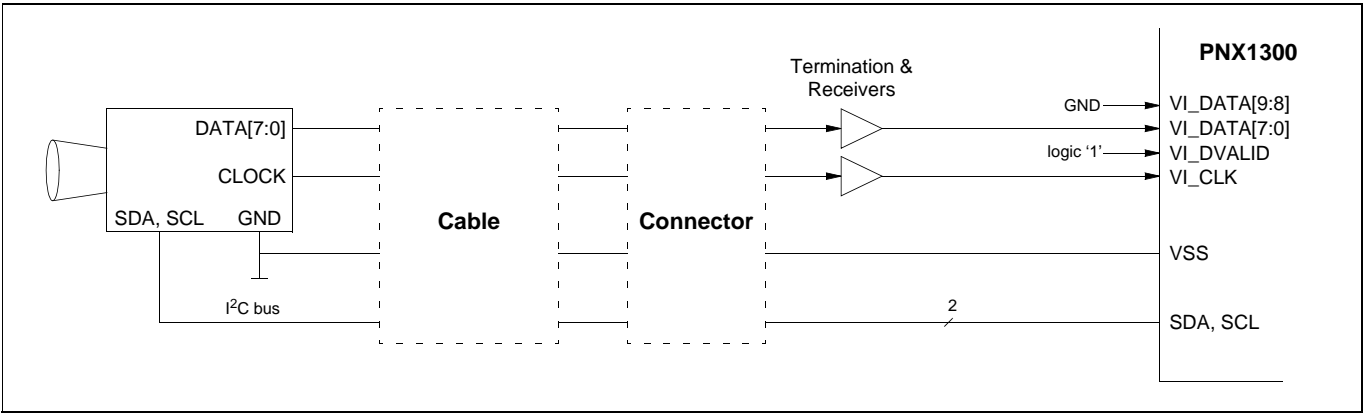 PNX1300
Termination &
Receivers
GND
VI_DATA[9:8]
DATA[7:0]
VI_DATA[7:0]
logic ‘1’
VI_DVALID
CLOCK
VI_CLK
SDA, SCL
GND
Cable
Connector
VSS
I²C bus
2
SDA, SCL